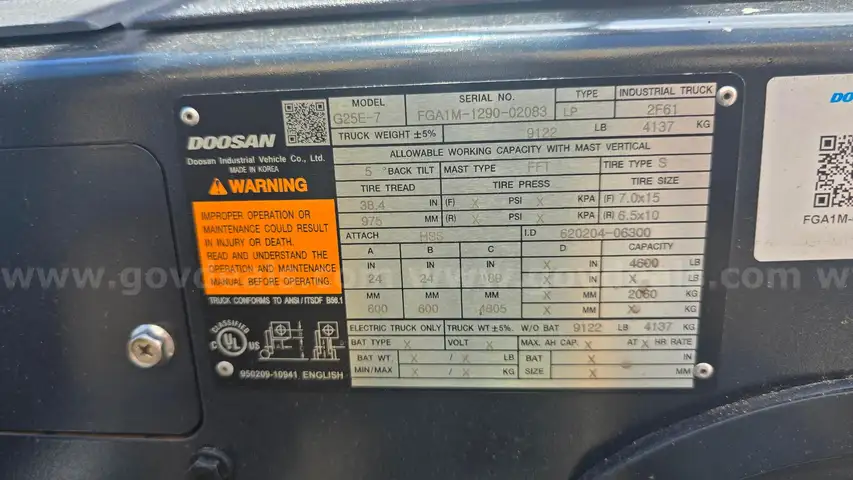 DOOSAN
Doosan Industrial Vehicle Co., Ltd.
MADE IN KOREA
WARNING
IMPROPER OPERATION OR
MAINTENANCE COULD RESULT
IN INJURY OR DEATH.
READ AND UNDERSTAND THE
OPERATION AND MAINTENANCE
MANUAL BEFORE OPERATING.
TRUCK CONFORMS TO ANSI / ITSDF B56.1
CLASSIFIED
C UL US
950209-10941 ENGLISH
MODEL SERIAL NO. TYPE INDUSTRIAL TRUCK
G25E-7 FGA1M-1290-02083 LP 2F61
TRUCK WEIGHT ±5% 9122 LB 4137 KG
ALLOWABLE WORKING CAPACITY WITH MAST VERTICAL
5 ° BACK TILT MAST TYPE FFT TIRE TYPE S
TIRE TREAD TIRE PRESS TIRE SIZE
38.4 IN (F) X PSI X KPA (F) 7.0x15
975 MM (R) X PSI X KPA (R) 6.5x10
ATTACH HSS I.D 620204-06300
A B C D CAPACITY
IN IN IN IN 4600 LB
24 24 X X
MM MM MM MM 2060 KG
600 600 X X
ELECTRIC TRUCK ONLY TRUCK WT ±5%. W/O BAT 9122 LB 4137 KG
BAT TYPE X VOLT X MAX. AH CAP. X AT X HR RATE
BAT WT. X / X LB BAT X IN
MIN/MAX X / X KG SIZE X MM
DO
FGA1M-